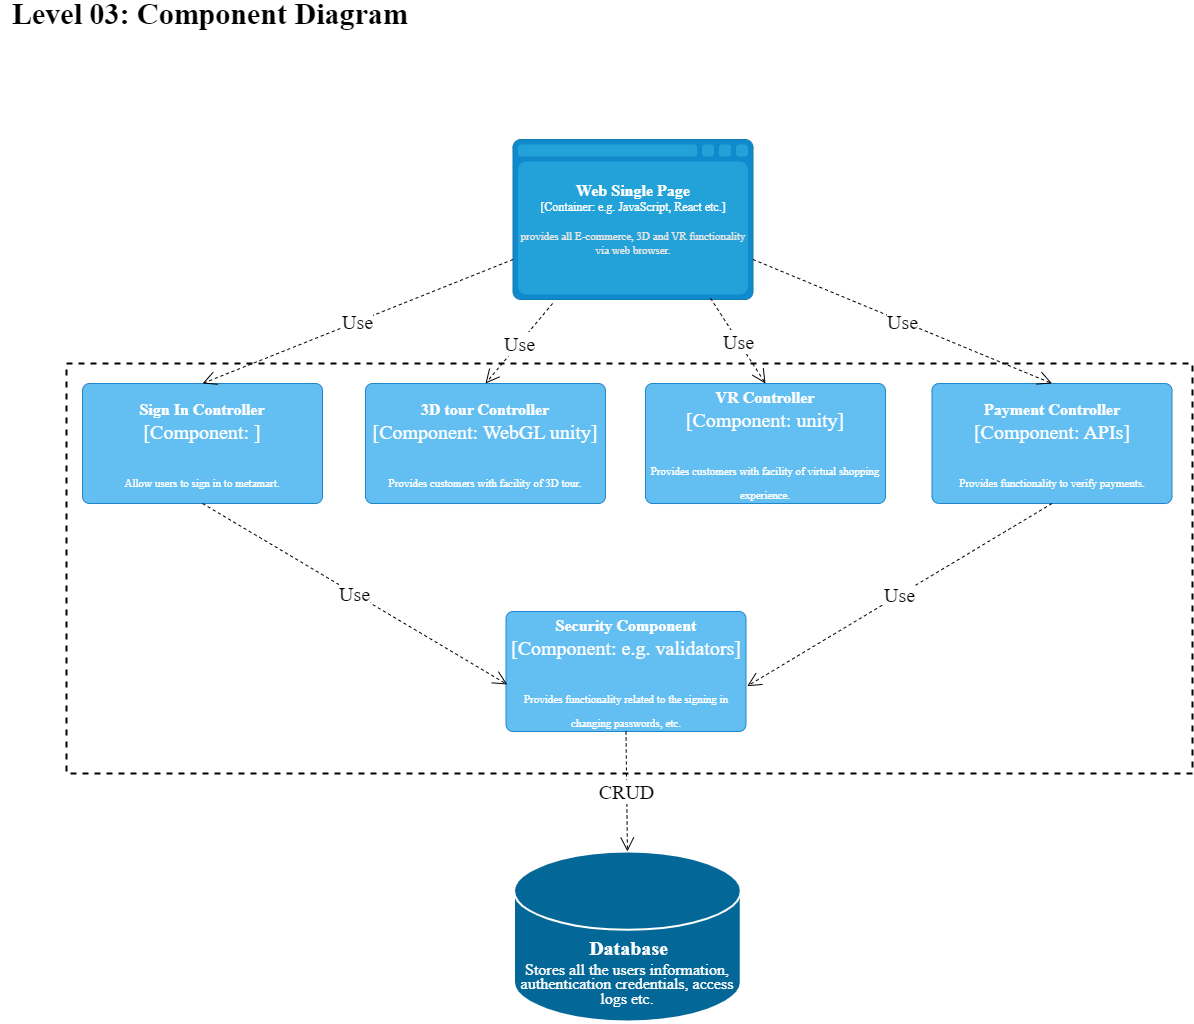 Level 03: Component Diagram
Web Single Page
[Container: e.g. JavaScript, React etc.]
provides all E-commerce, 3D and VR functionality
via web browser.
Use
Use
Use
Use
Sign In Controller
[Component: ]
Allow users to sign in to metamart.
3D tour Controller
[Component: WebGL unity]
Provides customers with facility of 3D tour.
VR Controller
[Component: unity]
Provides customers with facility of virtual shopping
experience.
Payment Controller
[Component: APIs]
Provides functionality to verify payments.
Use
Use
Security Component
[Component: e.g. validators]
Provides functionality related to the signing in
changing passwords, etc.
CRUD
Database
Stores all the users information,
authentication credentials, access
logs etc.